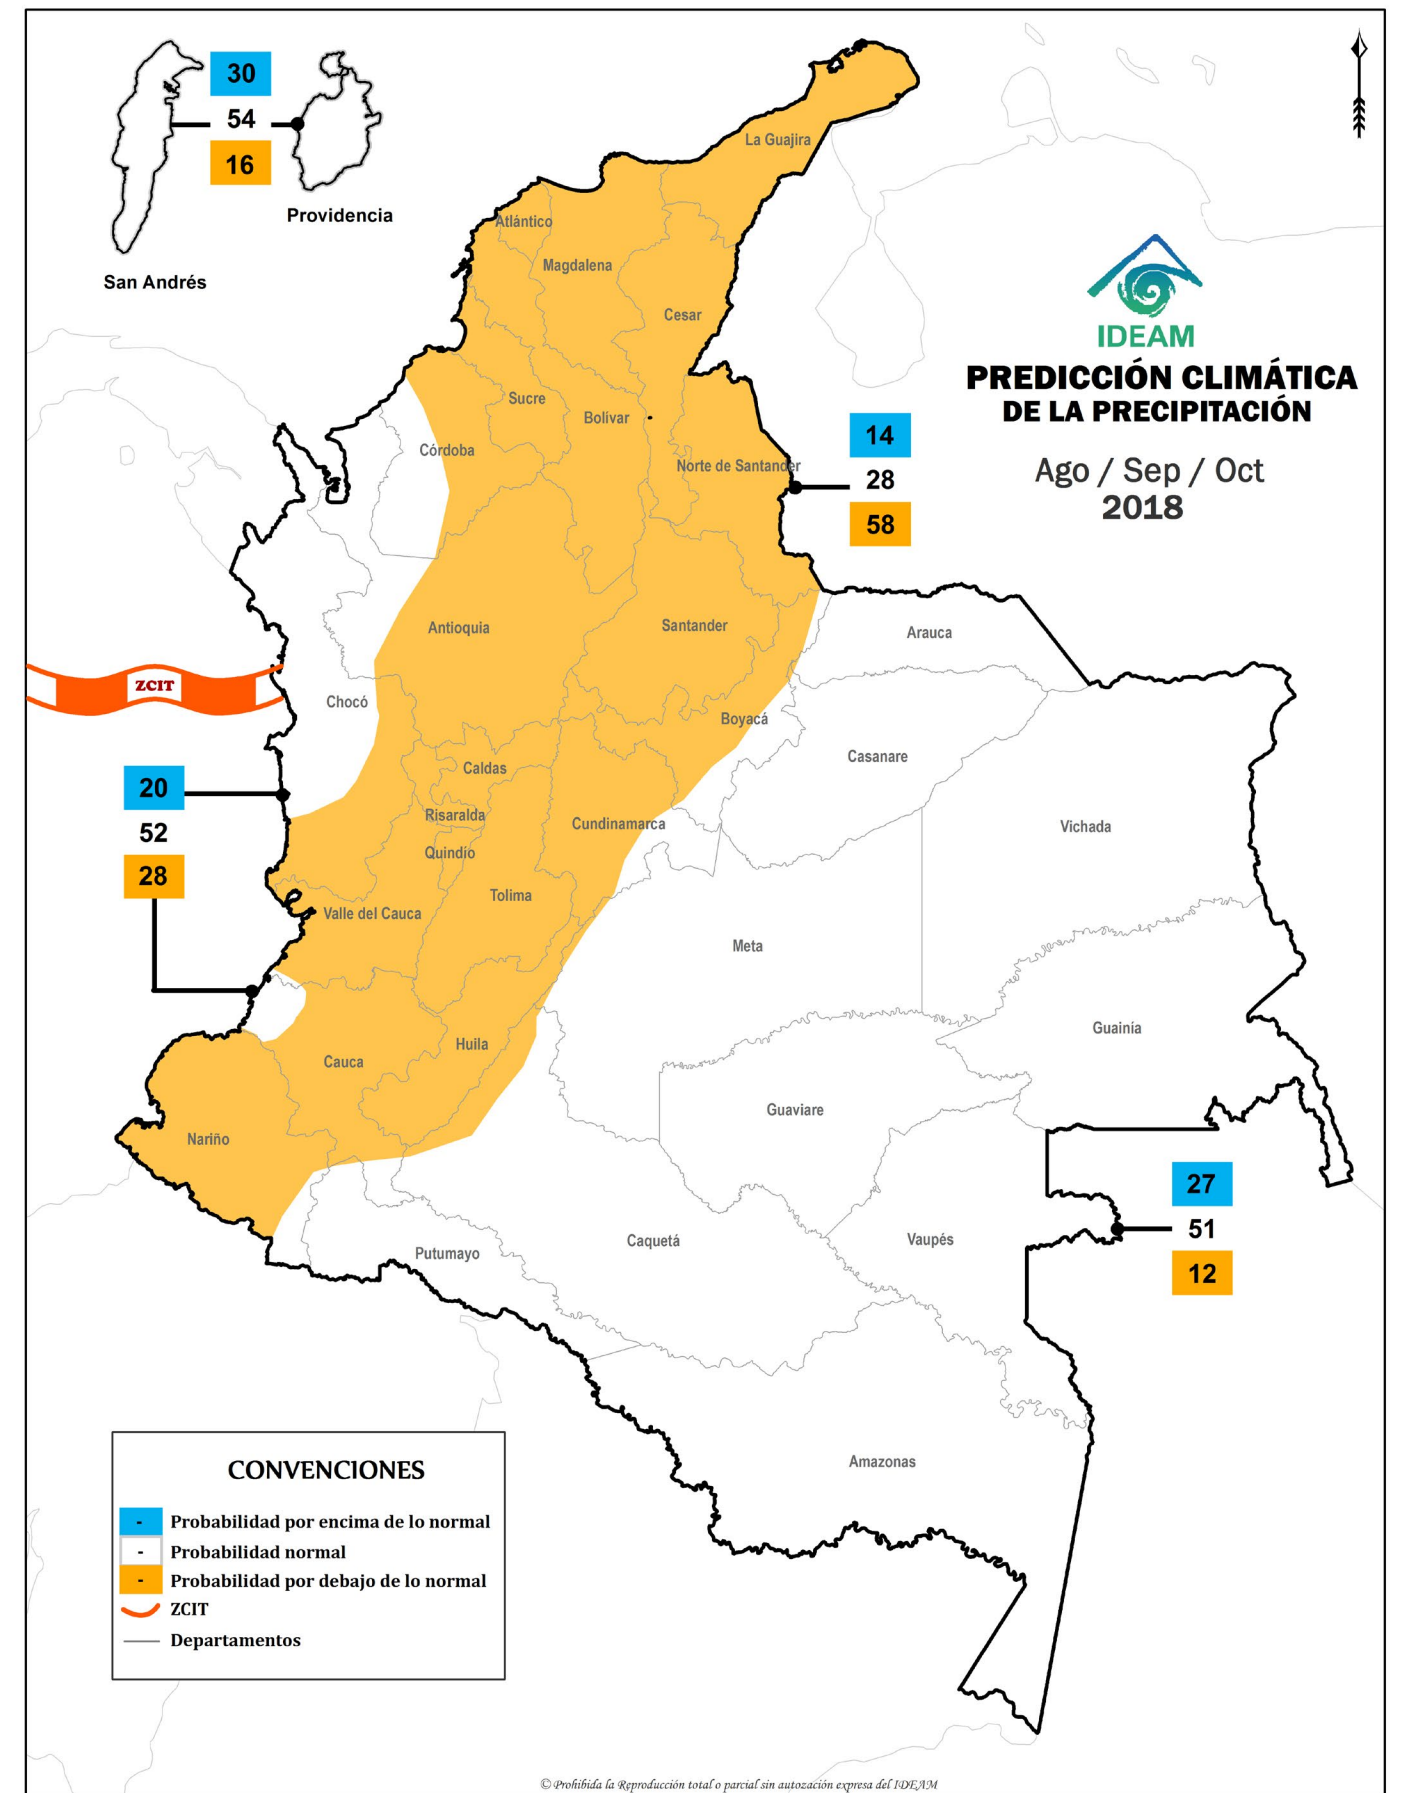 30
54
16
Providencia
San Andrés
La Guajira
Atlántico
Magdalena
Cesar
IDEAM
PREDICCIÓN CLIMÁTICA
DE LA PRECIPITACIÓN
Ago / Sep / Oct
2018
Sucre
Bolívar
Córdoba
Norte de Santander
14
28
58
Antioquia
Santander
Arauca
ZCIT
Chocó
Boyacá
Casanare
Caldas
20
52
28
Risaralda
Cundinamarca
Vichada
Quindío
Tolima
Valle del Cauca
Meta
Guainía
Huila
Cauca
Guaviare
Nariño
27
51
12
Caquetá
Vaupés
Putumayo
Amazonas
CONVENCIONES
- Probabilidad por encima de lo normal
- Probabilidad normal
- Probabilidad por debajo de lo normal
ZCIT
Departamentos
© Prohibida la Reproducción total o parcial sin autozación expresa del IDEAM